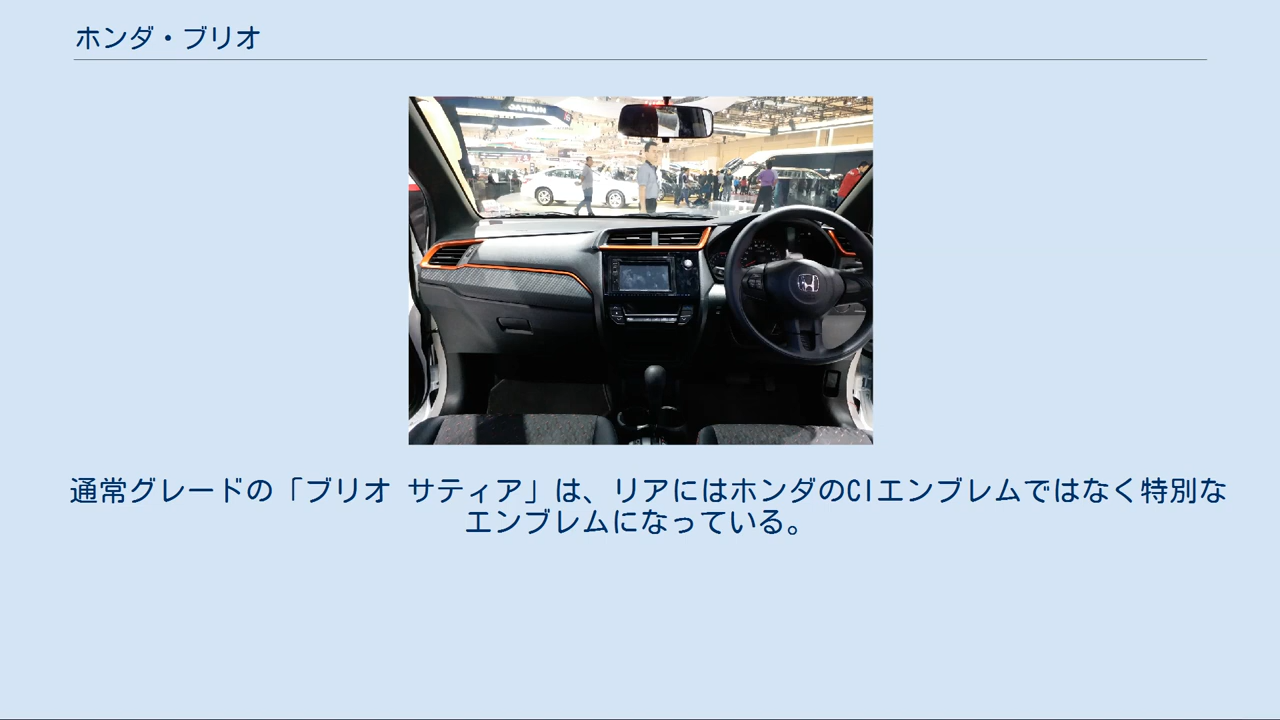 ホンダ・ブリオ
DATSUN
通常グレードの「ブリオ サティア」は、リアにはホンダのCIエンブレムではなく特別な
エンブレムになっている。